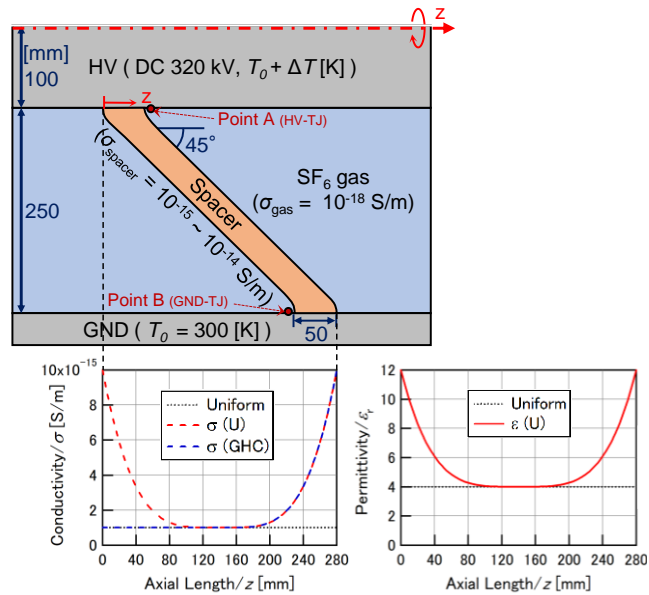 z
[mm]
100
HV ( DC 320 kV, T0 + ΔT [K] )
z
Point A (HV-TJ)
45°
250
Spacer
(σspacer = 10-15 ~ 10-14 S/m)
SF6 gas
(σgas = 10-18 S/m)
Point B (GND-TJ)
50
GND ( T0 = 300 [K] )
10x10-15
8
6
4
2
0
Conductivity/σ [S/m]
Uniform
σ (U)
σ (GHC)
0 40 80 120 160 200 240 280
Axial Length/z [mm]
12
10
8
6
4
2
0
Permittivity/εr
Uniform
ε (U)
0 40 80 120 160 200 240 280
Axial Length/z [mm]